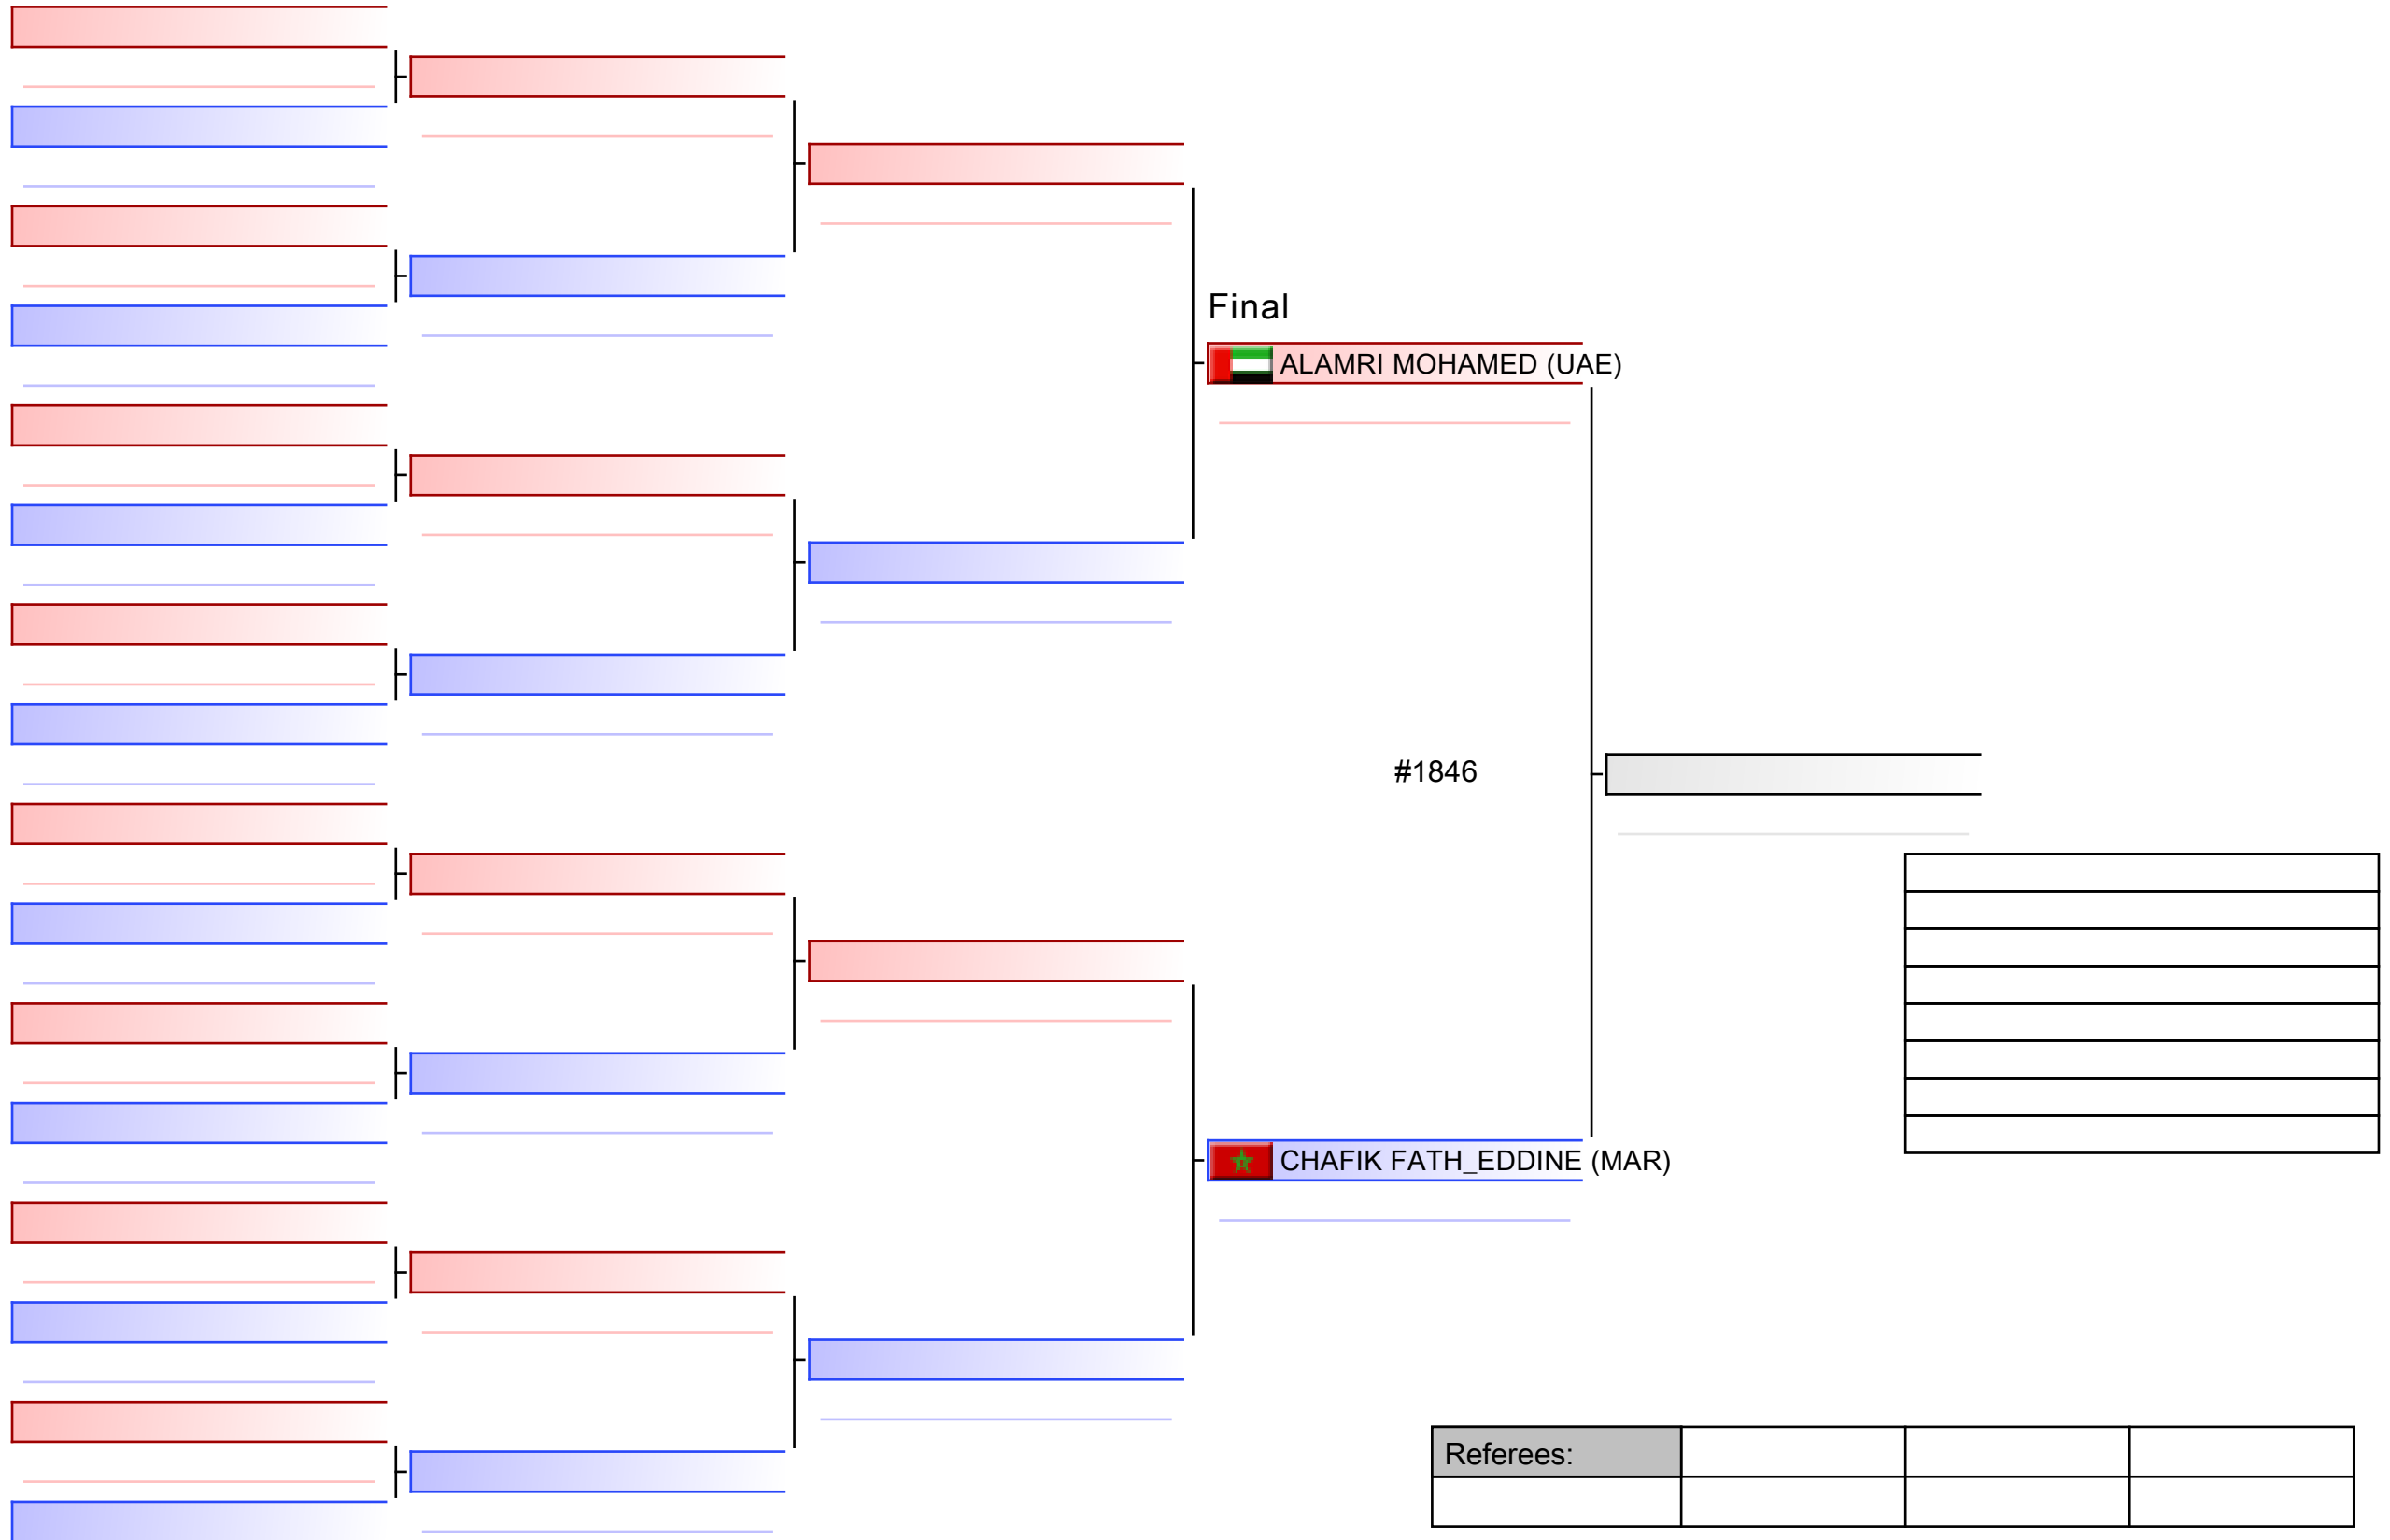 Final
ALAMRI MOHAMED (UAE)
#1846
CHAFIK FATH_EDDINE (MAR)
Referees: